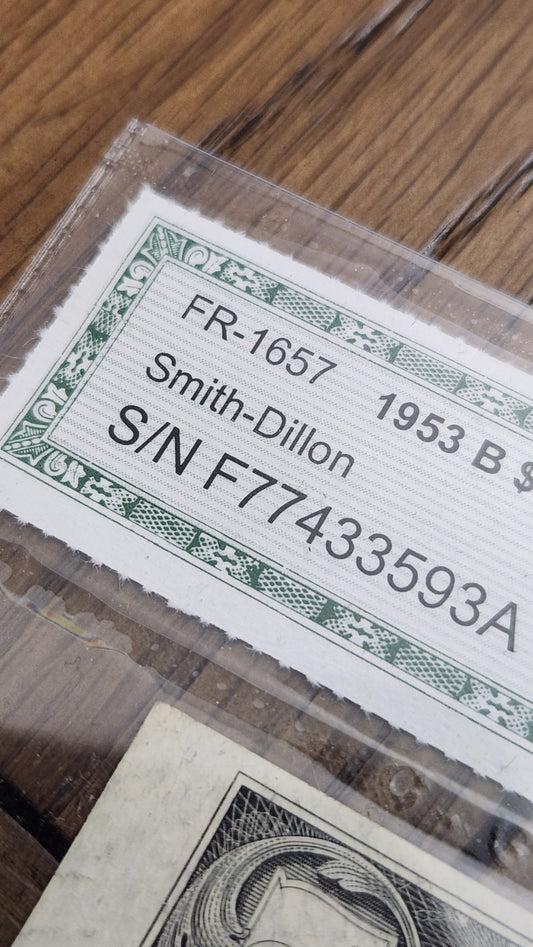 FR-1657 1953 B $
Smith-Dillon
S/N F77433593A